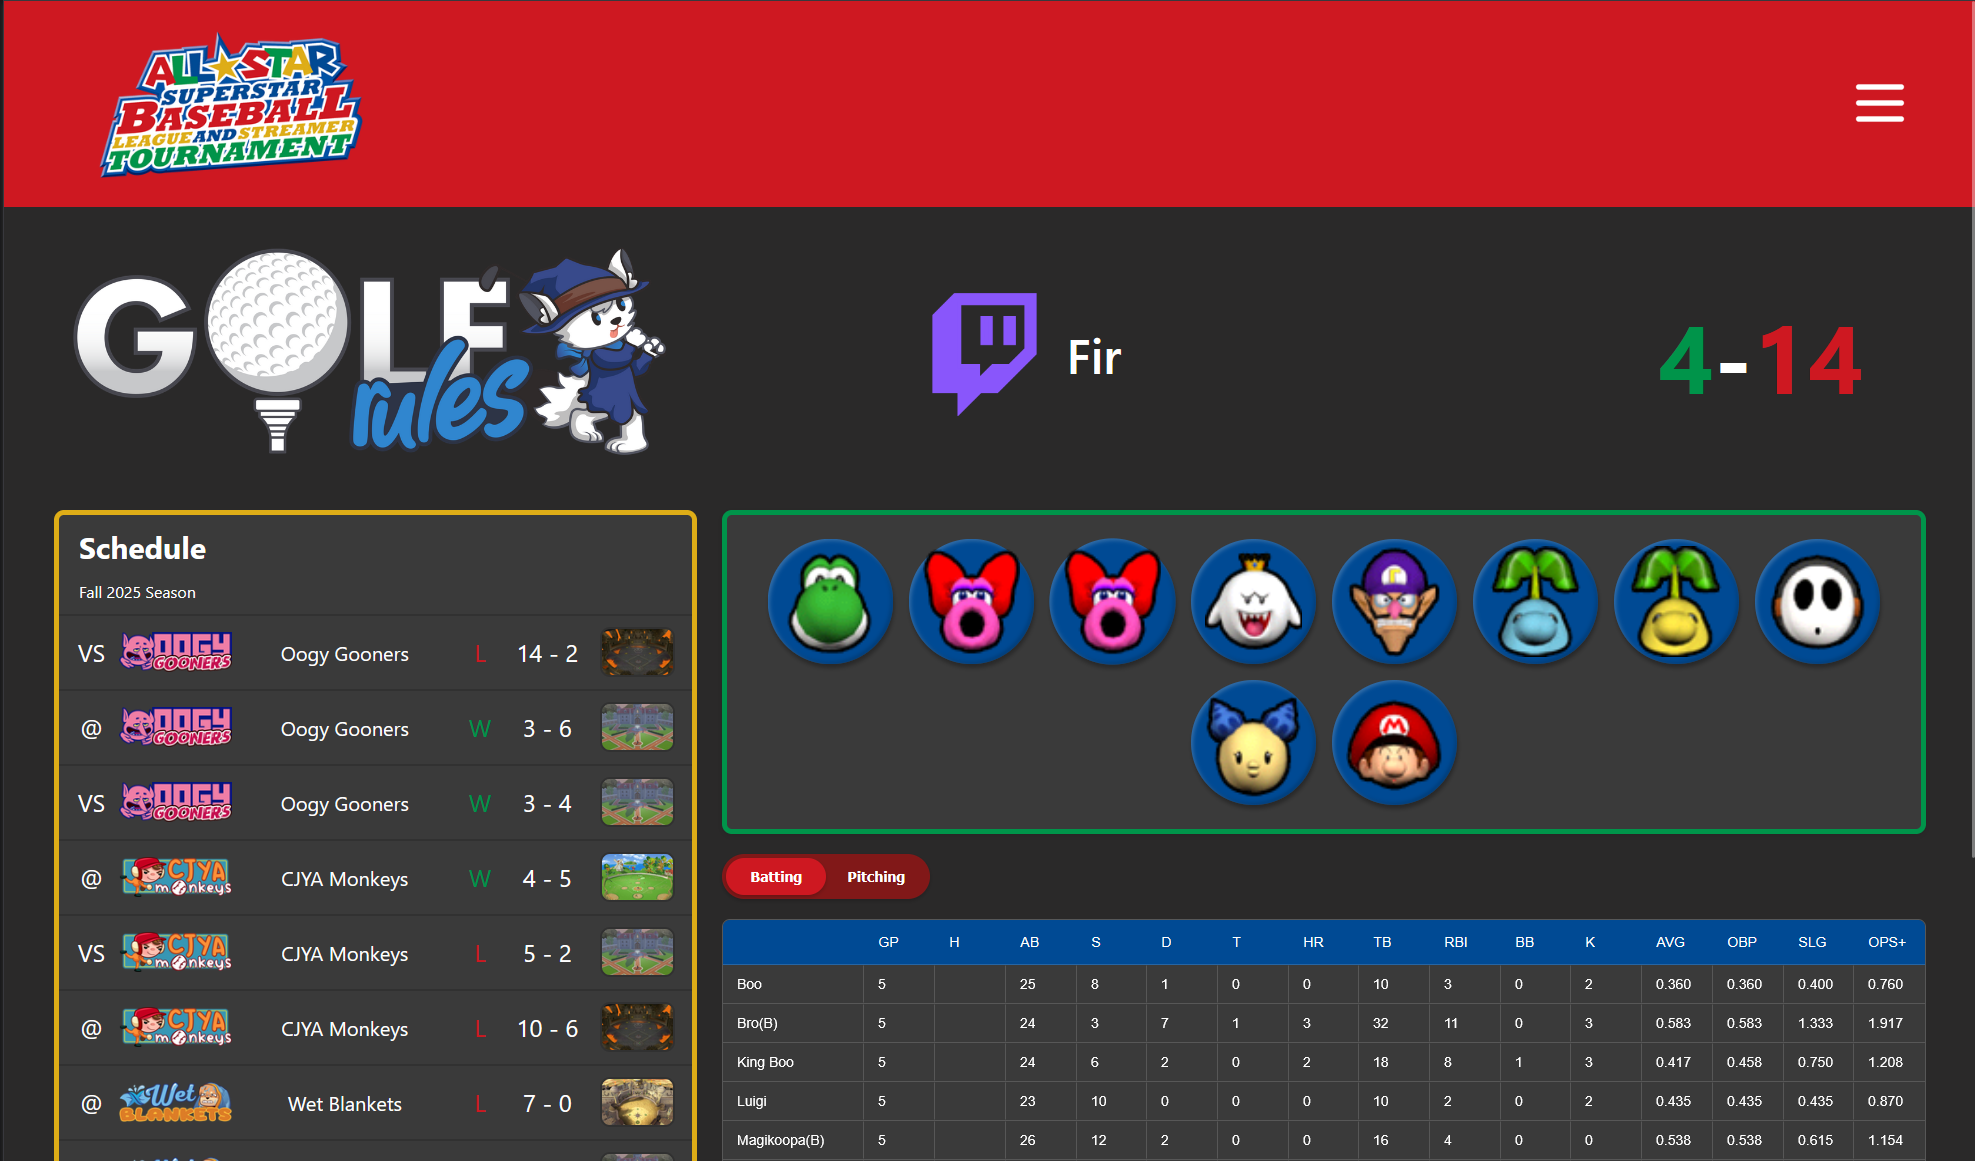 ALL STAR
SUPERSTAR
BASEBALL
LEAGUE AND STREAMER
TOURNAMENT
GOLF
rules
Fir
4-14
Schedule
Fall 2025 Season
VS OOGY GOONERS Oogy Gooners L 14 - 2
@ OOGY GOONERS Oogy Gooners W 3 - 6
VS OOGY GOONERS Oogy Gooners W 3 - 4
@ CJYA monkeys CJYA Monkeys W 4 - 5
VS CJYA monkeys CJYA Monkeys L 5 - 2
@ CJYA monkeys CJYA Monkeys L 10 - 6
@ Wet BLANKETS Wet Blankets L 7 - 0
Batting Pitching
GP H AB S D T HR TB RBI BB K AVG OBP SLG OPS+
Boo 5 25 8 1 0 0 10 3 0 2 0.360 0.360 0.400 0.760
Bro(B) 5 24 3 7 1 3 32 11 0 3 0.583 0.583 1.333 1.917
King Boo 5 24 6 2 0 2 18 8 1 3 0.417 0.458 0.750 1.208
Luigi 5 23 10 0 0 0 10 2 0 2 0.435 0.435 0.435 0.870
Magikoopa(B) 5 26 12 2 0 0 16 4 0 0 0.538 0.538 0.615 1.154